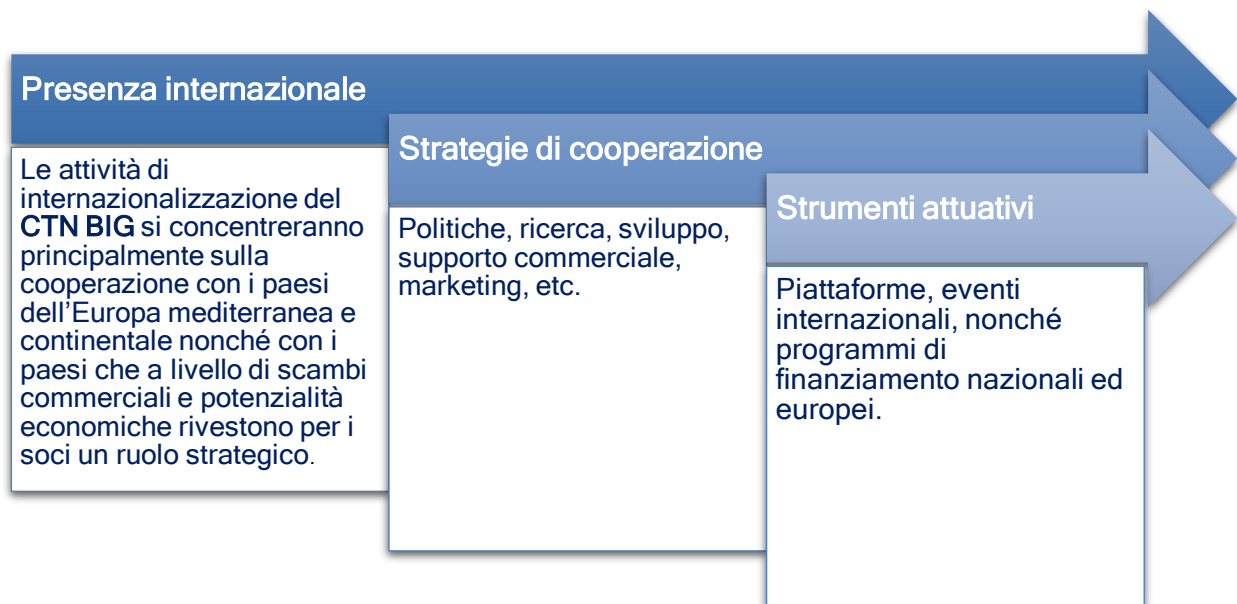 Presenza internazionale
Le attività di
internazionalizzazione del
CTN BIG si concentreranno
principalmente sulla
cooperazione con i paesi
dell’Europa mediterranea e
continentale nonché con i
paesi che a livello di scambi
commerciali e potenzialità
economiche rivestono per i
soci un ruolo strategico.
Strategie di cooperazione
Politiche, ricerca, sviluppo,
supporto commerciale,
marketing, etc.
Strumenti attuativi
Piattaforme, eventi
internazionali, nonché
programmi di
finanziamento nazionali ed
europei.